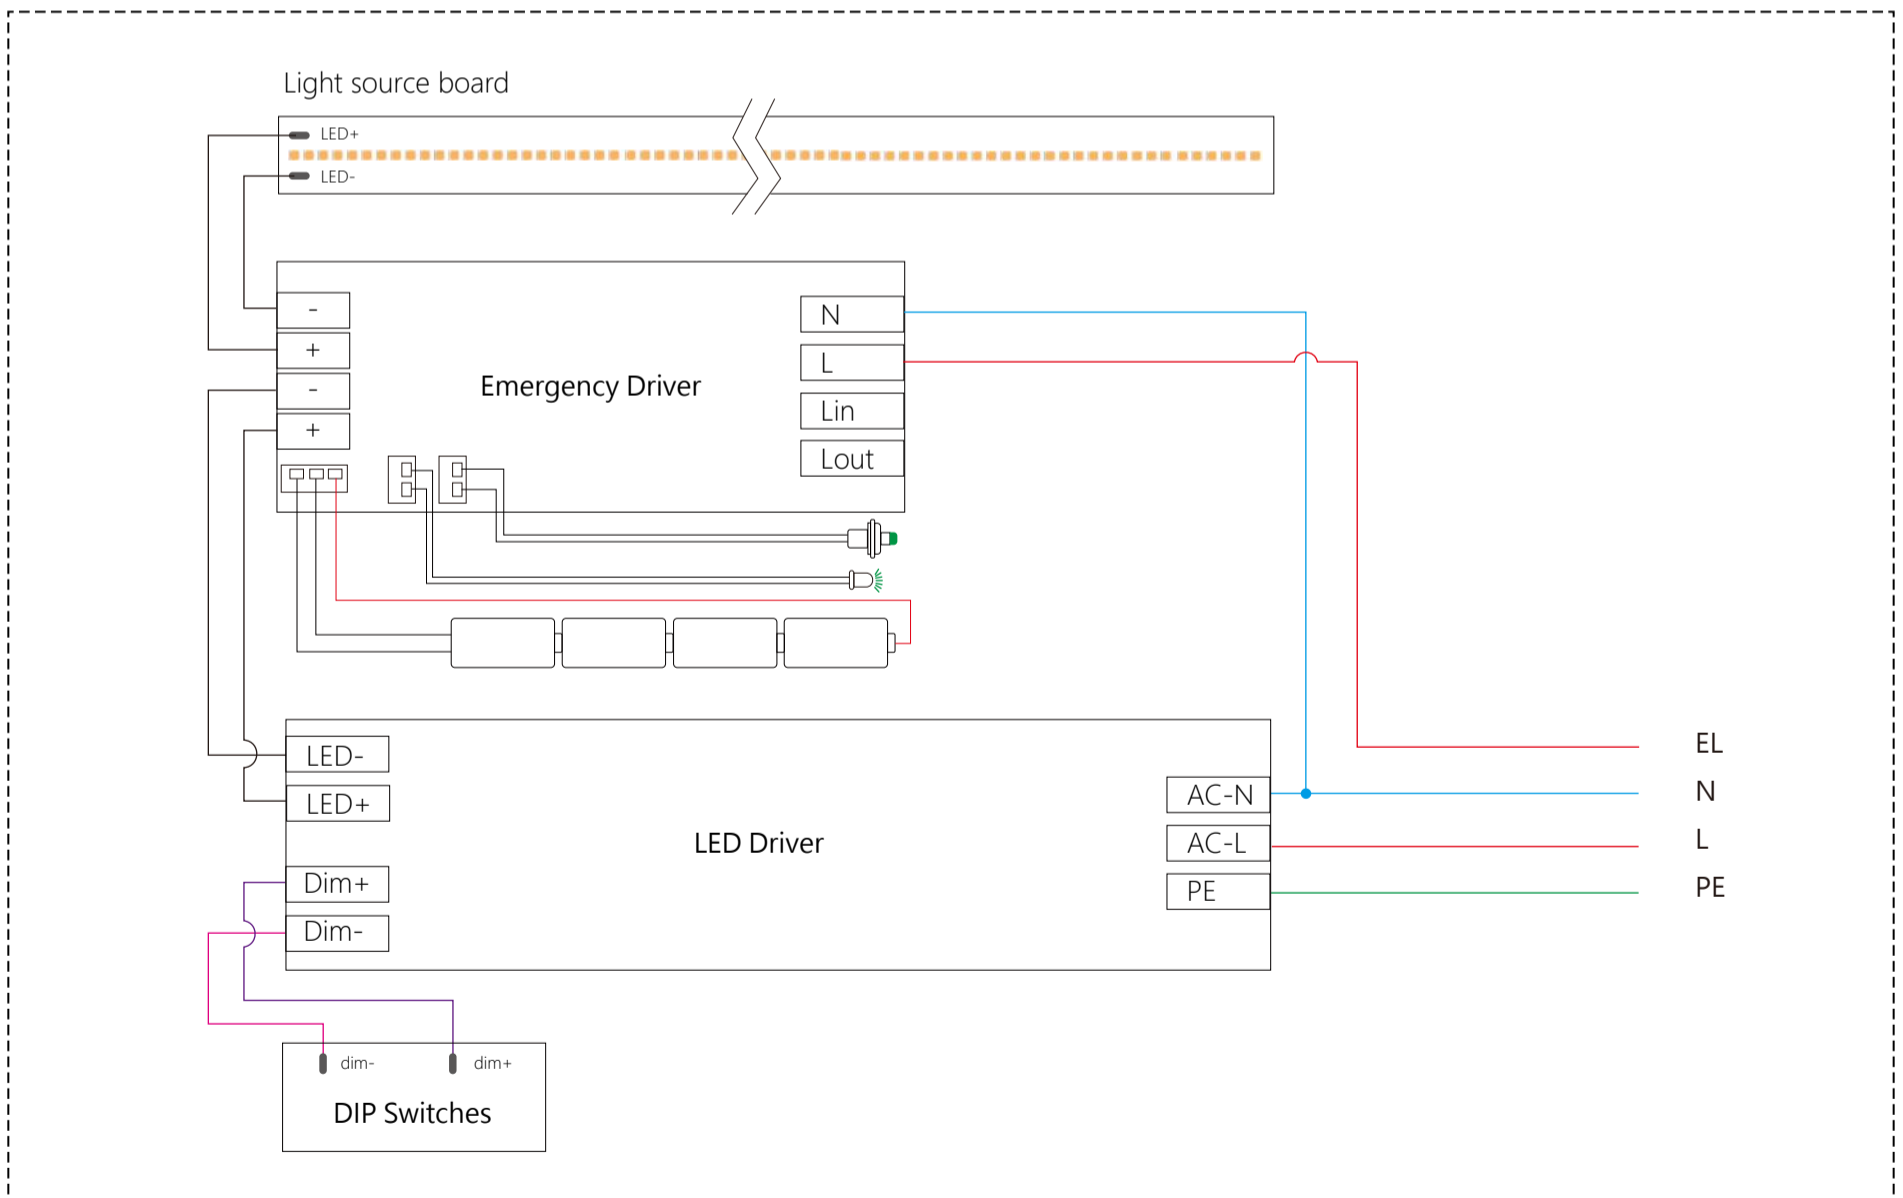 Light source board
LED+
LED-
-
+
-
+
Emergency Driver
N
L
Lin
Lout
LED-
LED+
Dim+
Dim-
LED Driver
AC-N
AC-L
PE
EL
N
L
PE
dim-
dim+
DIP Switches